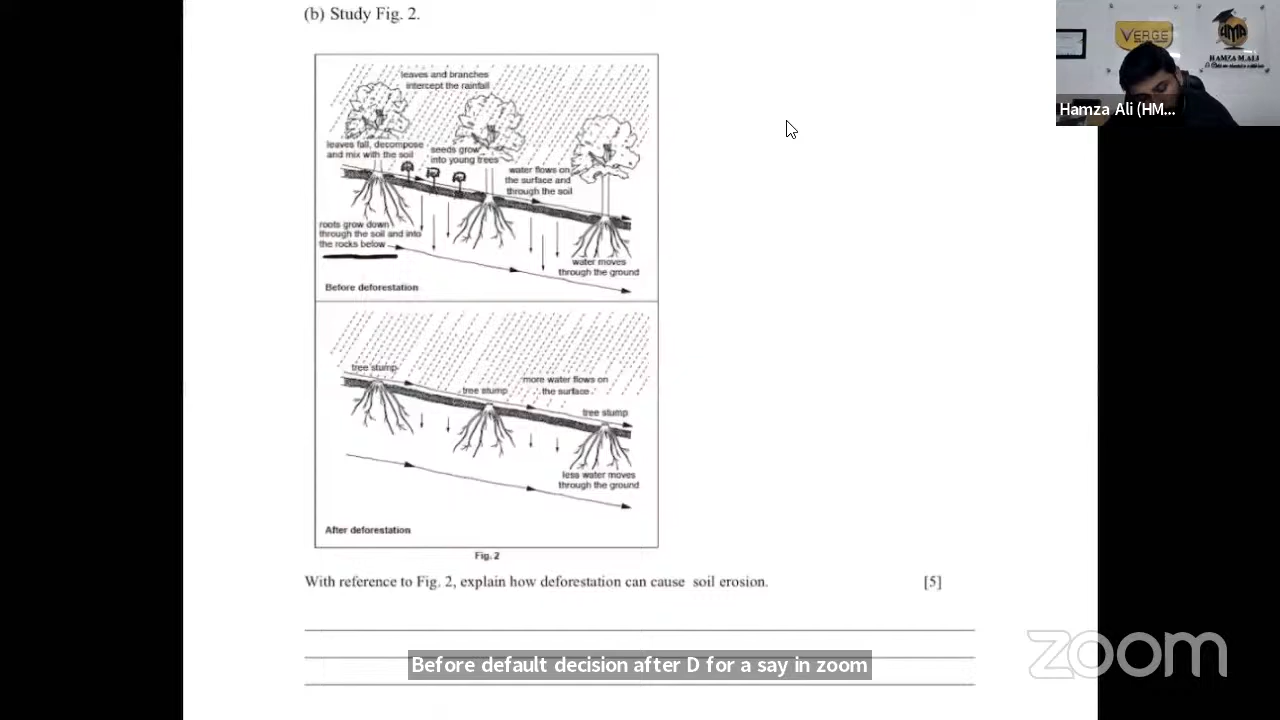 (b) Study Fig. 2.
VERGE
HAMZA M.ALI
Hamza Ali (HM...
leaves and branches
intercept the rainfall
leaves fall, decompose
and mix with the soil
seeds grow
into young trees
water flows on
the surface and
through the soil
roots grow down
through the soil and into
the rocks below
water moves
through the ground
Before deforestation
tree stump
tree stump
more water flows on
the surface
tree stump
less water moves
through the ground
After deforestation
Fig. 2
With reference to Fig. 2, explain how deforestation can cause soil erosion. [5]
zoom
Before default decision after D for a say in zoom